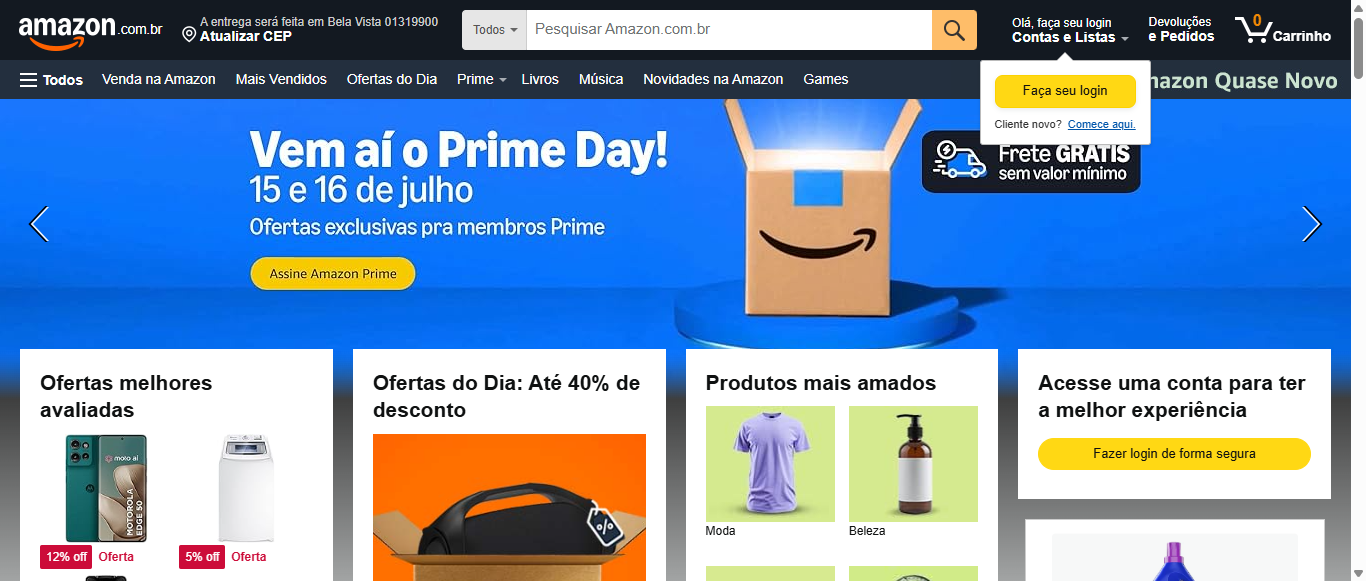 amazon.com.br
A entrega será feita em Bela Vista 01319900
Atualizar CEP
Todos
Pesquisar Amazon.com.br
Olá, faça seu login
Contas e Listas
Devoluções
e Pedidos
0
Carrinho
Todos
Venda na Amazon
Mais Vendidos
Ofertas do Dia
Prime
Livros
Música
Novidades na Amazon
Games
Quase Novo
Faça seu login
Cliente novo? Comece aqui.
Vem aí o Prime Day!
15 e 16 de julho
Ofertas exclusivas pra membros Prime
Assine Amazon Prime
Frete GRÁTIS
sem valor mínimo
Ofertas melhores
avaliadas
moto ai
MOTOROLA
EDGE 50
12% off Oferta
5% off Oferta
Ofertas do Dia: Até 40% de
desconto
%
Produtos mais amados
Moda
Beleza
Acesse uma conta para ter
a melhor experiência
Fazer login de forma segura